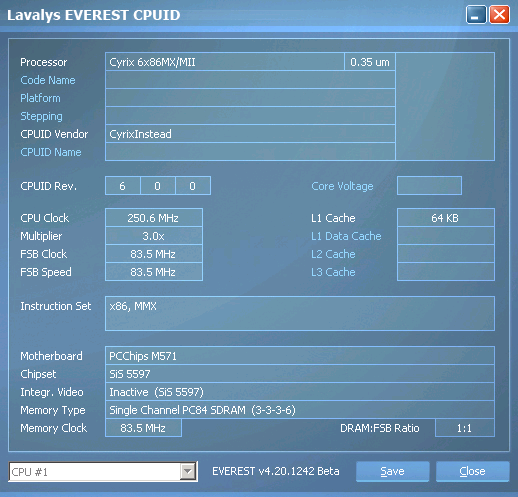 Lavalys EVEREST CPUID
Processor Cyrix 6x86MX/MII 0.35 um
Code Name
Platform
Stepping
CPUID Vendor CyrixInstead
CPUID Name
CPUID Rev. 6 0 0 Core Voltage
CPU Clock 250.6 MHz L1 Cache 64 KB
Multiplier 3.0x L1 Data Cache
FSB Clock 83.5 MHz L2 Cache
FSB Speed 83.5 MHz L3 Cache
Instruction Set x86, MMX
Motherboard PCChips M571
Chipset SiS 5597
Integr. Video Inactive (SiS 5597)
Memory Type Single Channel PC84 SDRAM (3-3-3-6)
Memory Clock 83.5 MHz DRAM:FSB Ratio 1:1
CPU #1 EVEREST v4.20.1242 Beta Save Close